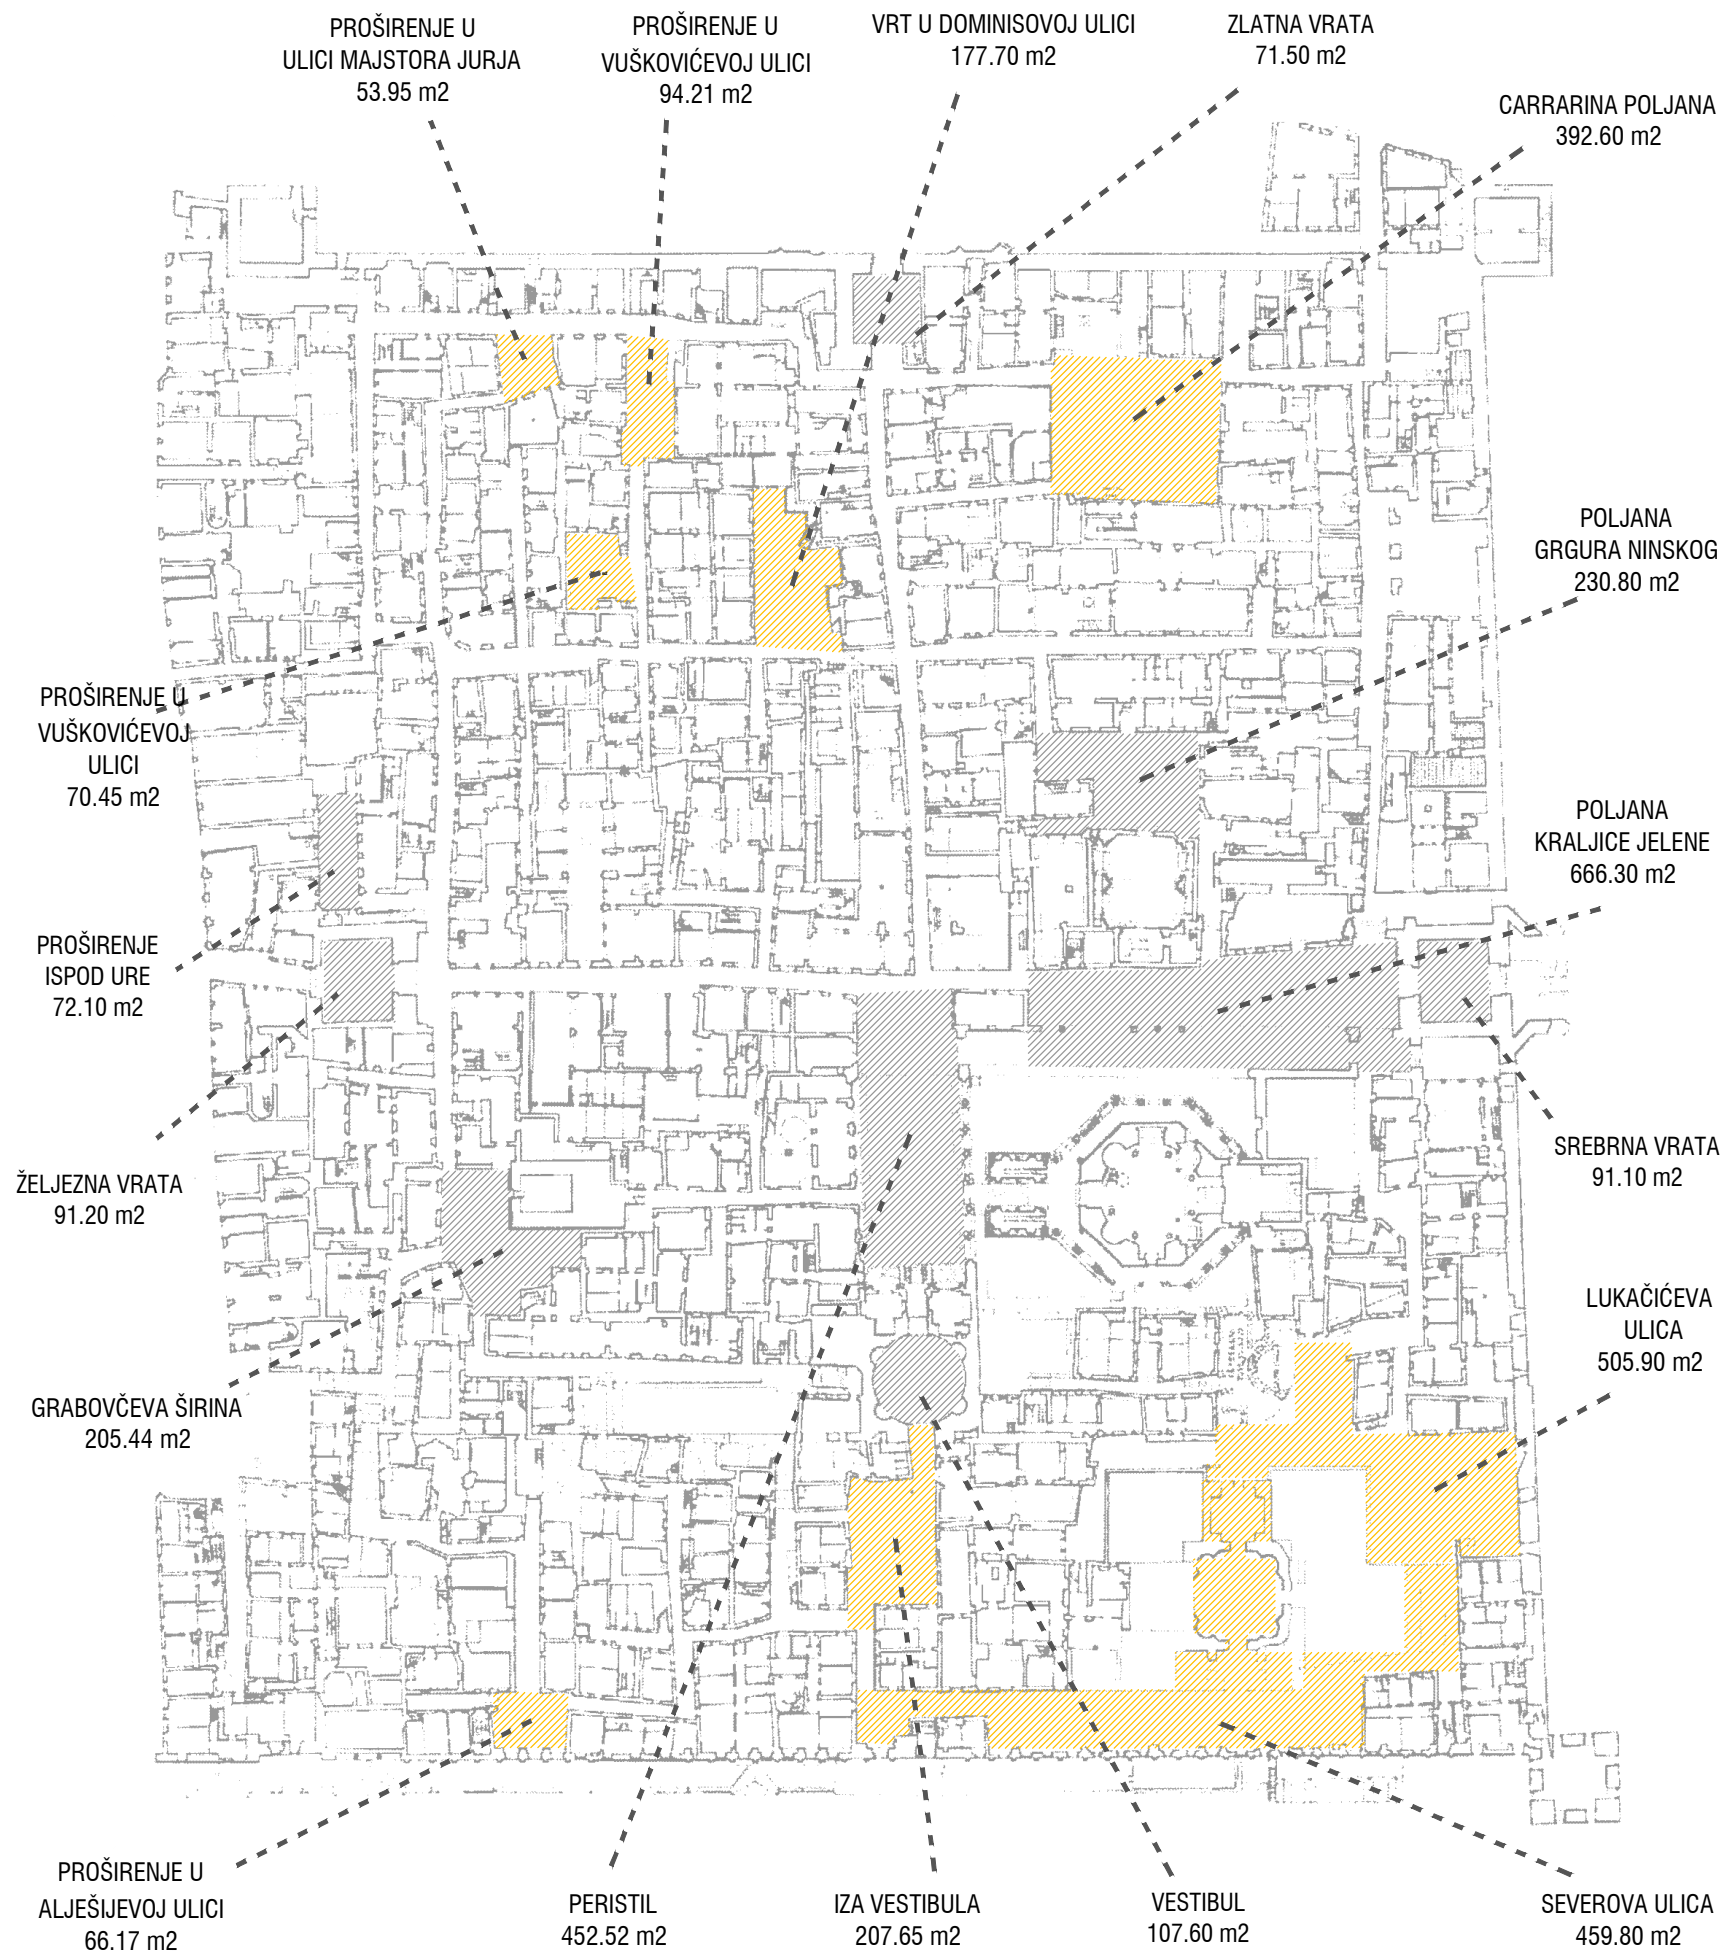 PROŠIRENJE U
ULICI MAJSTORA JURJA
53.95 m2
PROŠIRENJE U
VUŠKOVIĆEVOJ ULICI
94.21 m2
VRT U DOMINISOVOJ ULICI
177.70 m2
ZLATNA VRATA
71.50 m2
CARRARINA POLJANA
392.60 m2
POLJANA
GRGURA NINSKOG
230.80 m2
PROŠIRENJE U
VUŠKOVIĆEVOJ
ULICI
70.45 m2
POLJANA
KRALJICE JELENE
666.30 m2
PROŠIRENJE
ISPOD URE
72.10 m2
SREBRNA VRATA
91.10 m2
ŽELJEZNA VRATA
91.20 m2
LUKAČIĆEVA
ULICA
505.90 m2
GRABOVČEVA ŠIRINA
205.44 m2
PROŠIRENJE U
ALJEŠIJEVOJ ULICI
66.17 m2
PERISTIL
452.52 m2
IZA VESTIBULA
207.65 m2
VESTIBUL
107.60 m2
SEVEROVA ULICA
459.80 m2